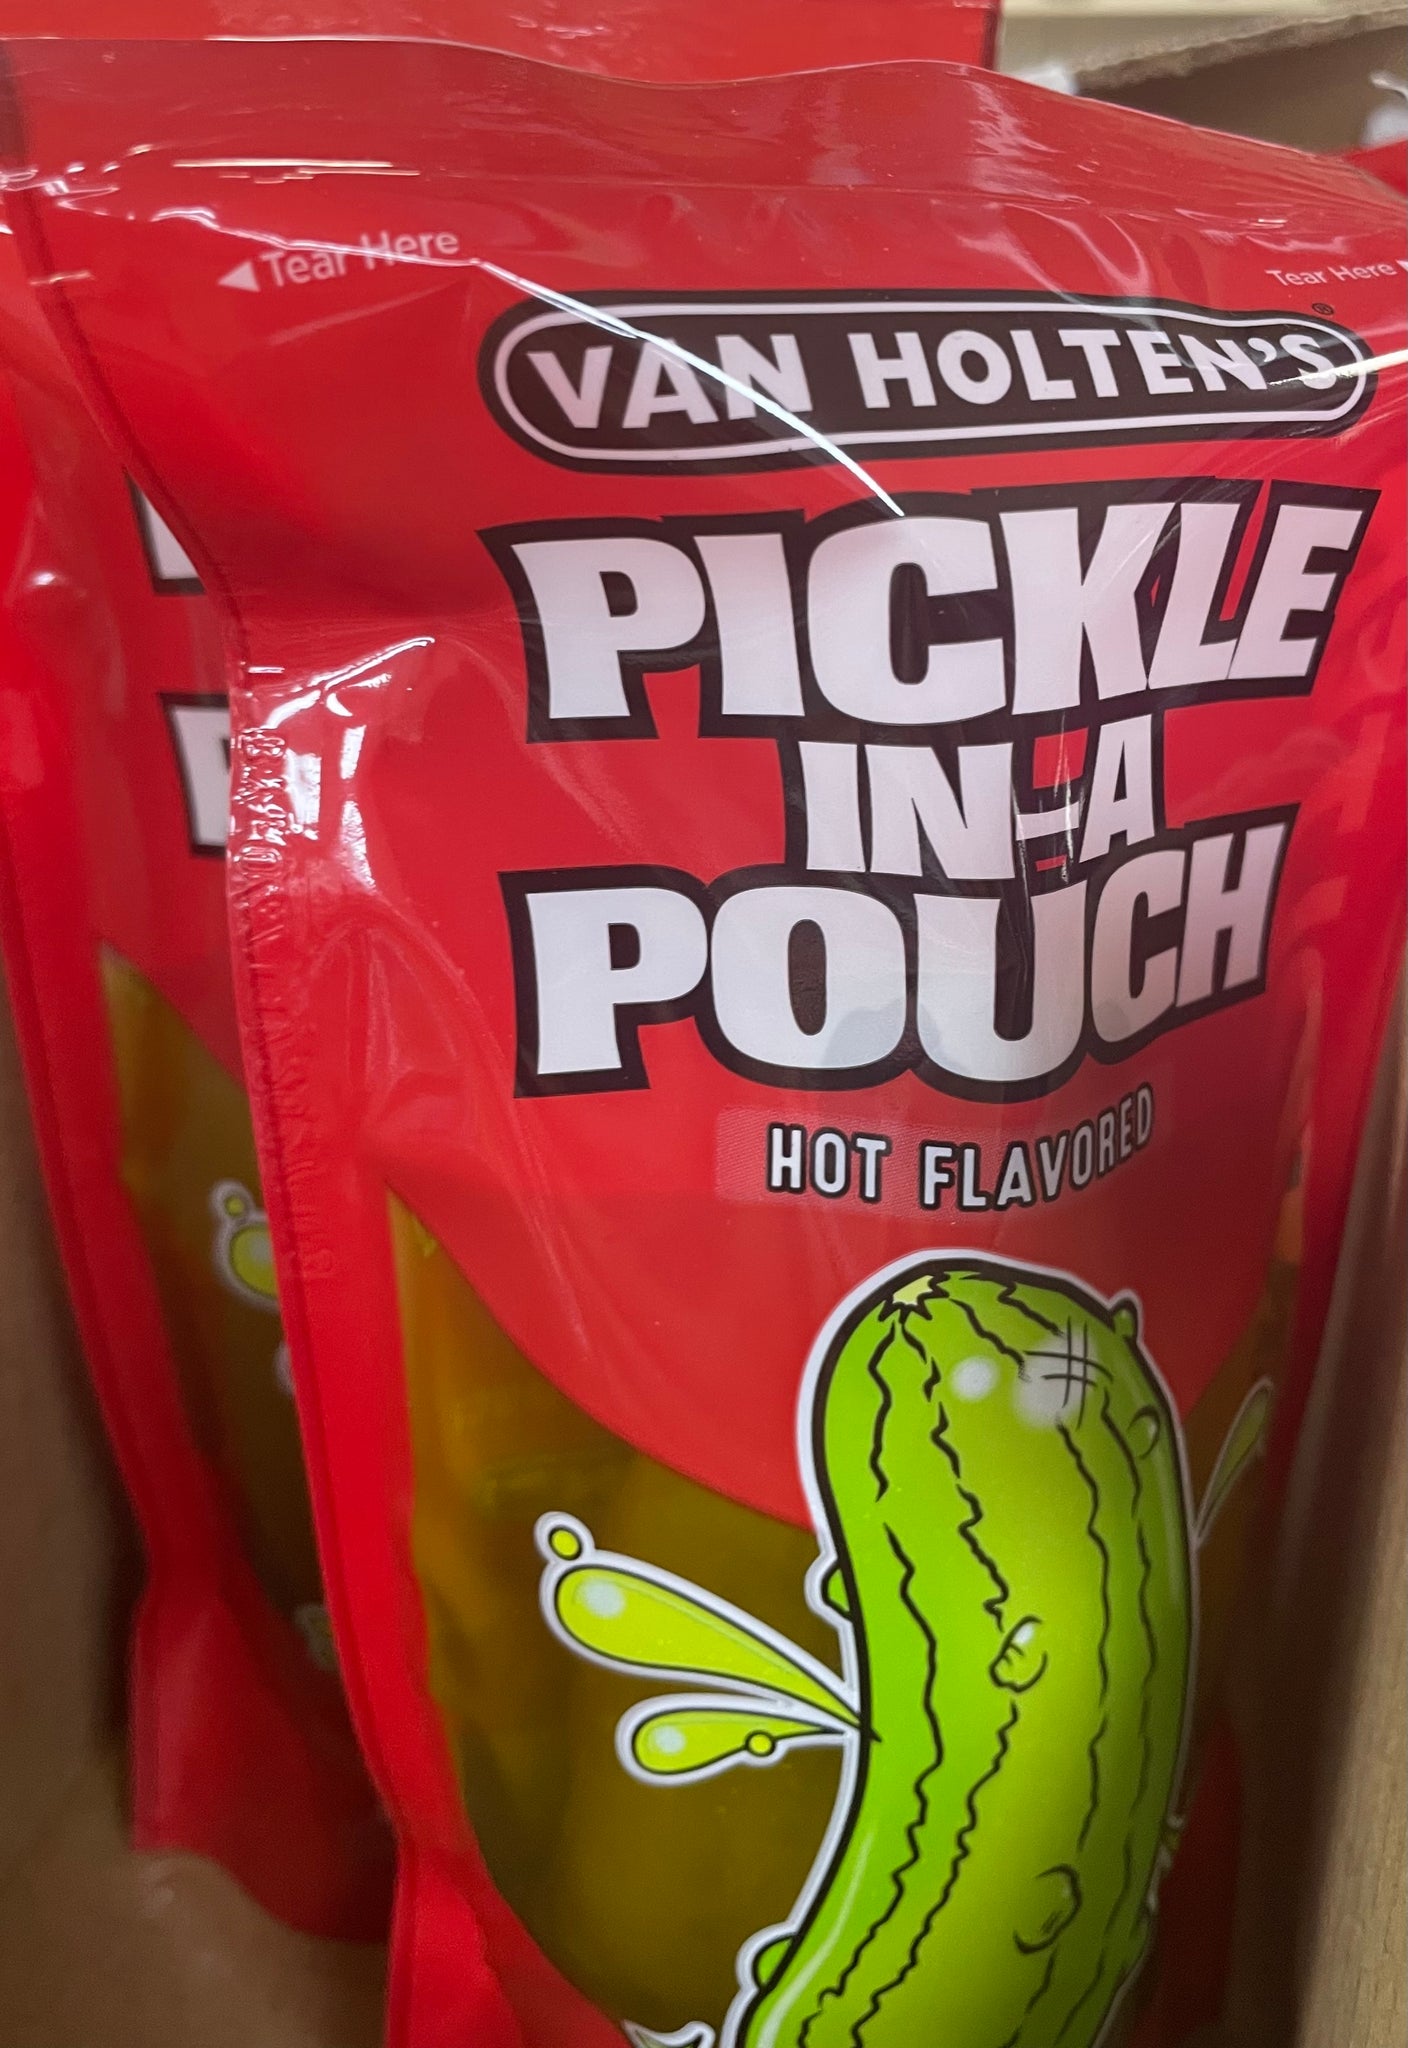 Tear Here
Tear Here
VAN HOLTEN'S®
PICKLE
IN-A
POUCH
HOT FLAVORED